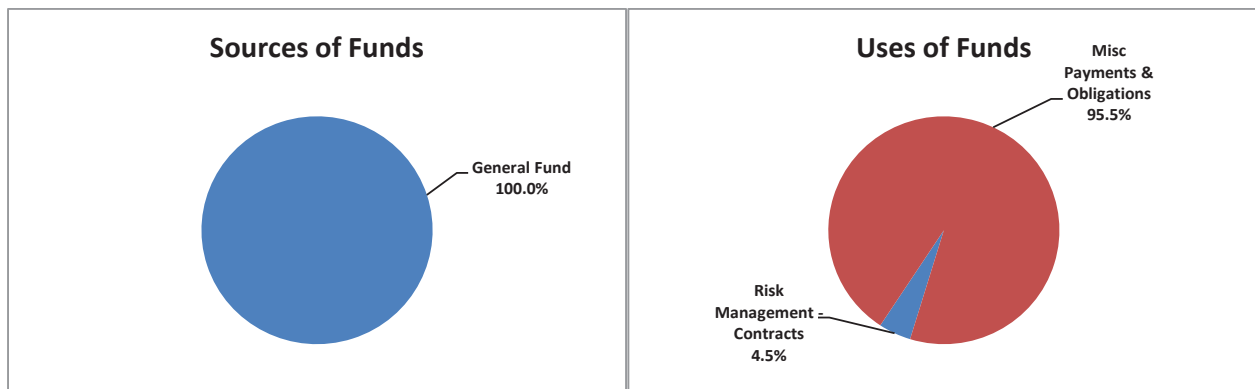 Sources of Funds
General Fund
100.0%
Uses of Funds
Misc
Payments &
Obligations
95.5%
Risk
Management -
Contracts
4.5%